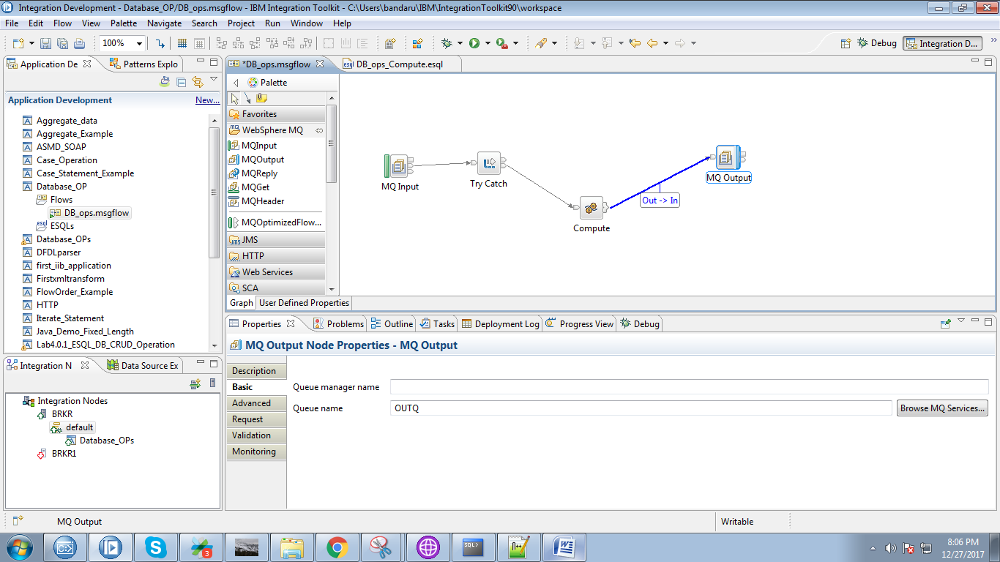 Integration Development - Database_OP/DB_ops.msgflow - IBM Integration Toolkit - C:\Users\bandaru\IBM\IntegrationToolkit90\workspace
File Edit Flow View Palette Navigate Search Project Run Window Help
100%
Debug
Integration D...
Application De
Patterns Explo
Application Development
New...
Aggregate_data
Aggregate_Example
ASMD_SOAP
Case_Operation
Case_Statement_Example
Database_OP
Flows
DB_ops.msgflow
esql ESQLs
Database_OPs
DFDLparser
first_iib_application
Firstxmltransform
FlowOrder_Example
HTTP
Iterate_Statement
Java_Demo_Fixed_Length
Lab4.0.1_ESQL_DB_CRUD_Operation
Integration N
Data Source Ex
Integration Nodes
BRKR
default
Database_OPs
BRKR1
*DB_ops.msgflow
esql DB_ops_Compute.esql
Palette
Favorites
WebSphere MQ
MQInput
MQOutput
MQReply
MQGet
MQHeader
MQOptimizedFlow...
JMS
HTTP
Web Services
SCA
MQ Input
Try Catch
Compute
Out -> In
MQ Output
Graph
User Defined Properties
Properties
Problems
Outline
Tasks
Deployment Log
Progress View
Debug
MQ Output Node Properties - MQ Output
Description
Basic
Advanced
Request
Validation
Monitoring
Queue manager name
Queue name
OUTQ
Browse MQ Services...
MQ Output
Writable
C:\
S
3
SQL>
N++
W
8:06 PM
12/27/2017